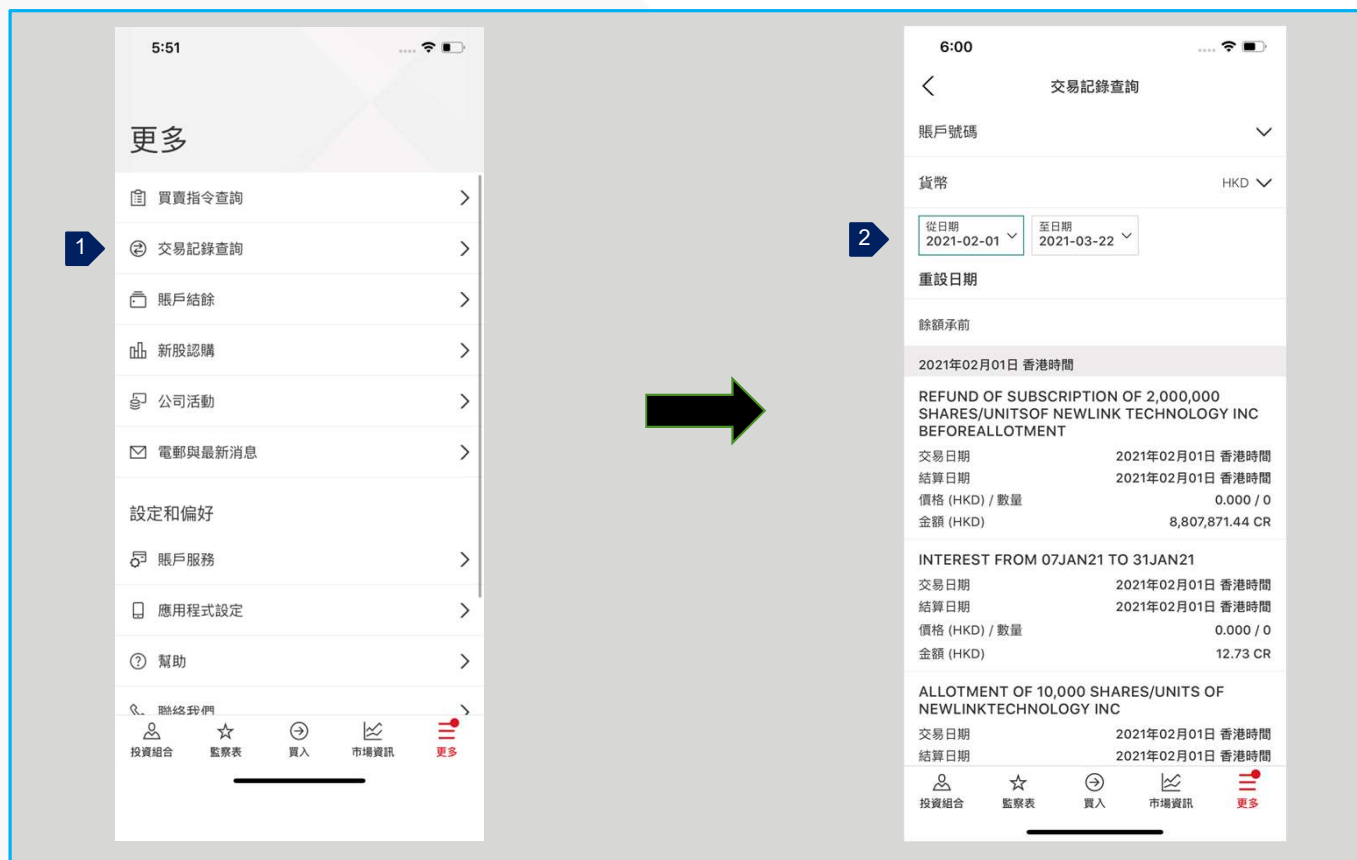 5:51
更多
買賣指令查詢
1
交易記錄查詢
賬戶結餘
新股認購
公司活動
電郵與最新消息
設定和偏好
賬戶服務
應用程式設定
幫助
聯絡我們
投資組合 監察表 買入 市場資訊 更多
6:00
交易記錄查詢
賬戶號碼
貨幣 HKD
2
從日期 至日期
2021-02-01 2021-03-22
重設日期
餘額承前
2021年02月01日 香港時間
REFUND OF SUBSCRIPTION OF 2,000,000
SHARES/UNITSOF NEWLINK TECHNOLOGY INC
BEFOREALLOTMENT
交易日期 2021年02月01日 香港時間
結算日期 2021年02月01日 香港時間
價格 (HKD) / 數量 0.000 / 0
金額 (HKD) 8,807,871.44 CR
INTEREST FROM 07JAN21 TO 31JAN21
交易日期 2021年02月01日 香港時間
結算日期 2021年02月01日 香港時間
價格 (HKD) / 數量 0.000 / 0
金額 (HKD) 12.73 CR
ALLOTMENT OF 10,000 SHARES/UNITS OF
NEWLINKTECHNOLOGY INC
交易日期 2021年02月01日 香港時間
結算日期 2021年02月01日 香港時間
投資組合 監察表 買入 市場資訊 更多